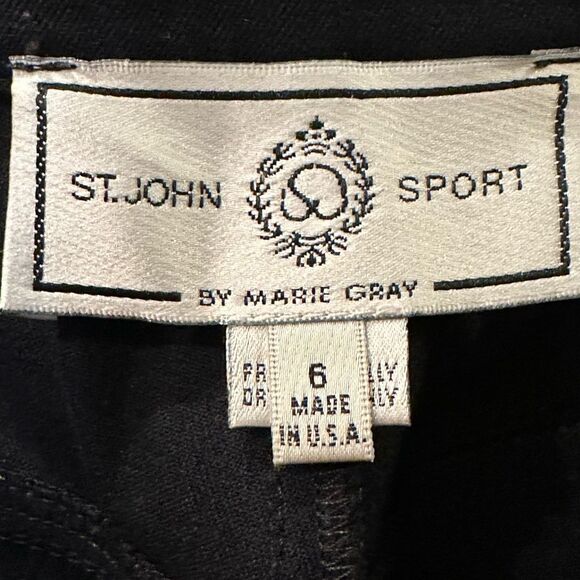 ST.JOHN SPORT
BY MARIE GRAY
6
MADE
IN U.S.A.